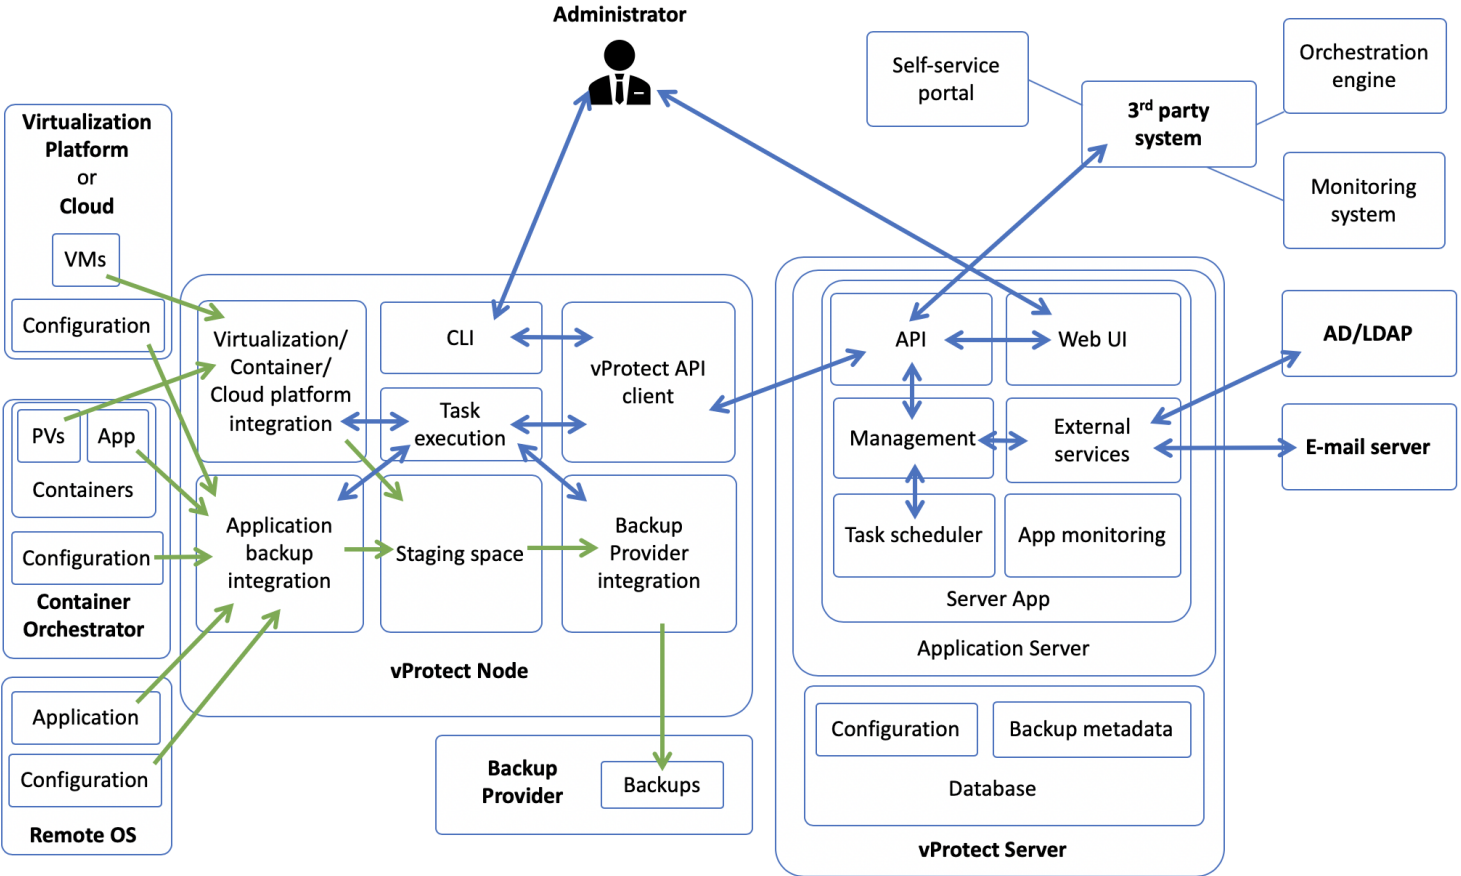 Administrator
Self-service
portal
3rd party
system
Orchestration
engine
Monitoring
system
Virtualization
Platform
or
Cloud
VMs
Configuration
PVs
App
Containers
Configuration
Container
Orchestrator
Application
Configuration
Remote OS
Virtualization/
Container/
Cloud platform
integration
CLI
Task
execution
vProtect API
client
Application
backup
integration
Staging space
Backup
Provider
integration
vProtect Node
Backup
Provider
Backups
API
Web UI
Management
External
services
Task scheduler
App monitoring
Server App
Application Server
Configuration
Backup metadata
Database
vProtect Server
AD/LDAP
E-mail server